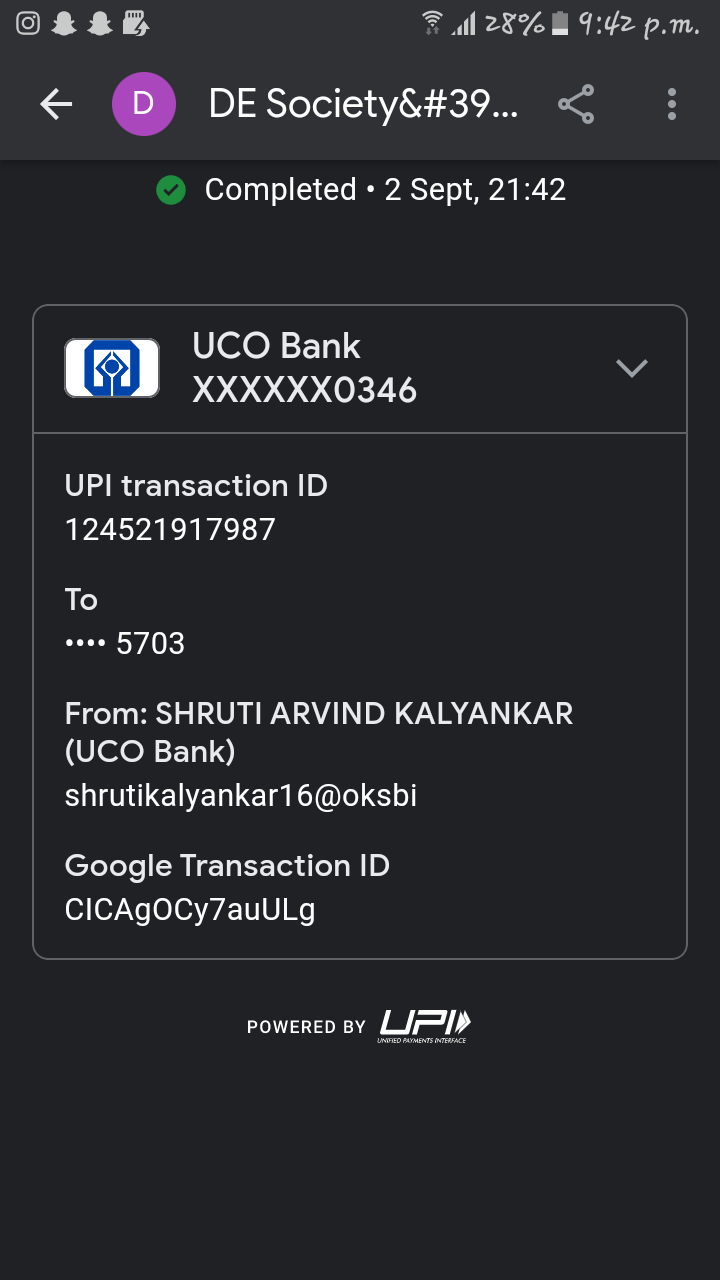 28% 9:42 p.m.
D DE Society&#39...
Completed • 2 Sept, 21:42
UCO Bank
XXXXXX0346
UPI transaction ID
124521917987
To
•••• 5703
From: SHRUTI ARVIND KALYANKAR
(UCO Bank)
shrutikalyankar16@oksbi
Google Transaction ID
CICAgOCy7auULg
POWERED BY UPI
UNIFIED PAYMENTS INTERFACE